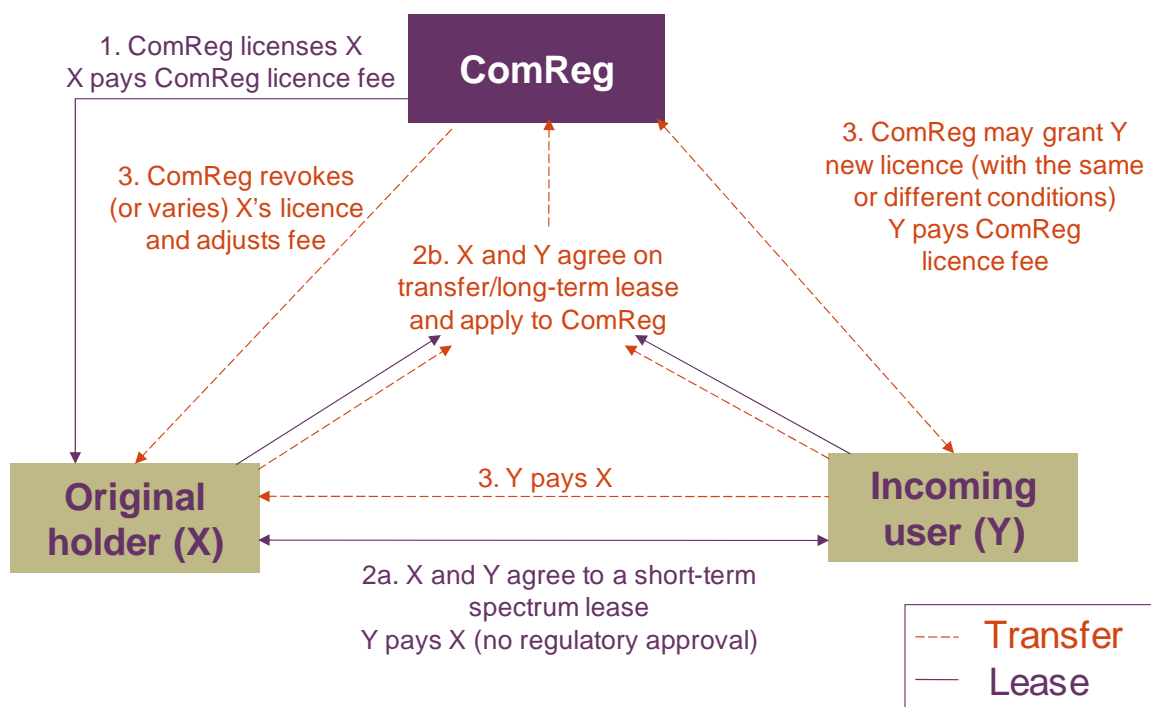 1. ComReg licenses X
X pays ComReg licence fee
ComReg
3. ComReg may grant Y
new licence (with the same
or different conditions)
Y pays ComReg
licence fee
3. ComReg revokes
(or varies) X’s licence
and adjusts fee
2b. X and Y agree on
transfer/long-term lease
and apply to ComReg
Original
holder (X)
3. Y pays X
Incoming
user (Y)
2a. X and Y agree to a short-term
spectrum lease
Y pays X (no regulatory approval)
Transfer
Lease